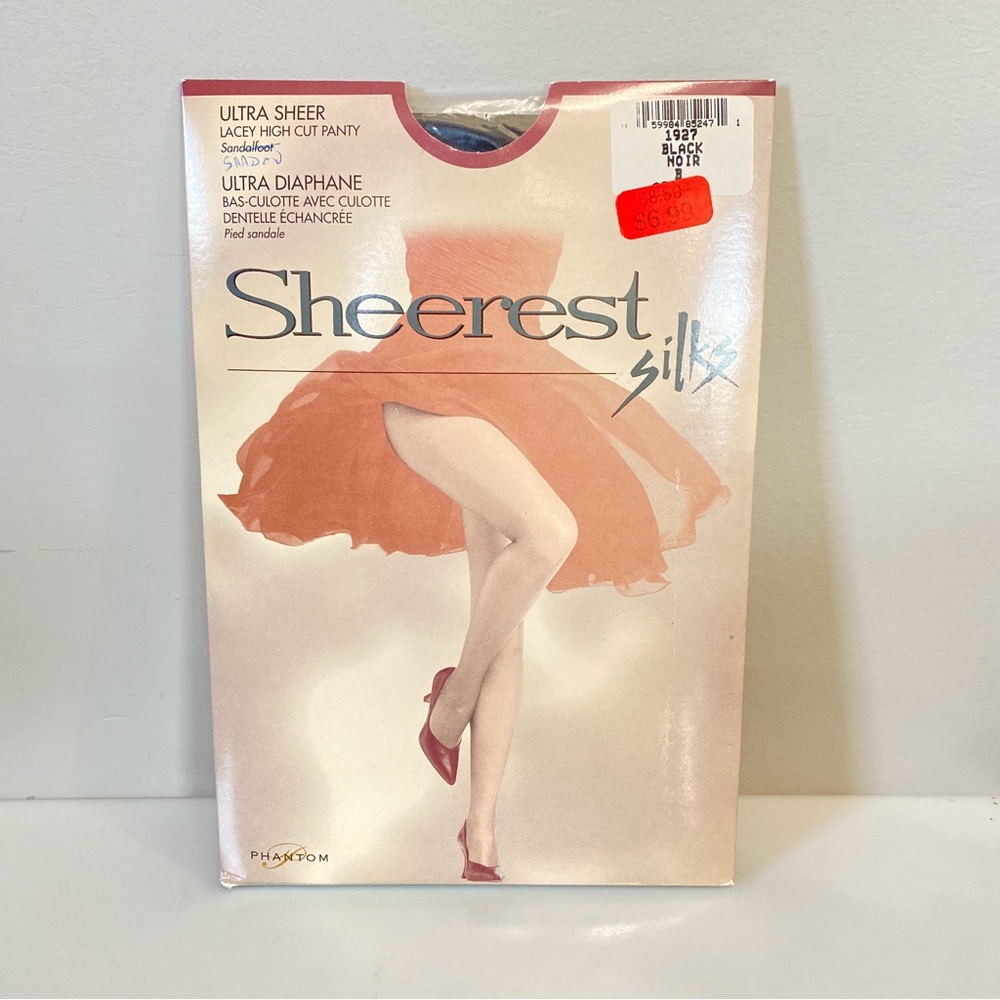 ULTRA SHEER
LACEY HIGH CUT PANTY
Sandalfoot
ULTRA DIAPHANE
BAS-CULOTTE AVEC CULOTTE
DENTELLE ÉCHANCRÉE
Pied sandale
59984 85247 1
1927
BLACK
NOIR
B
$6.99
Sheerest
silks
PHANTOM